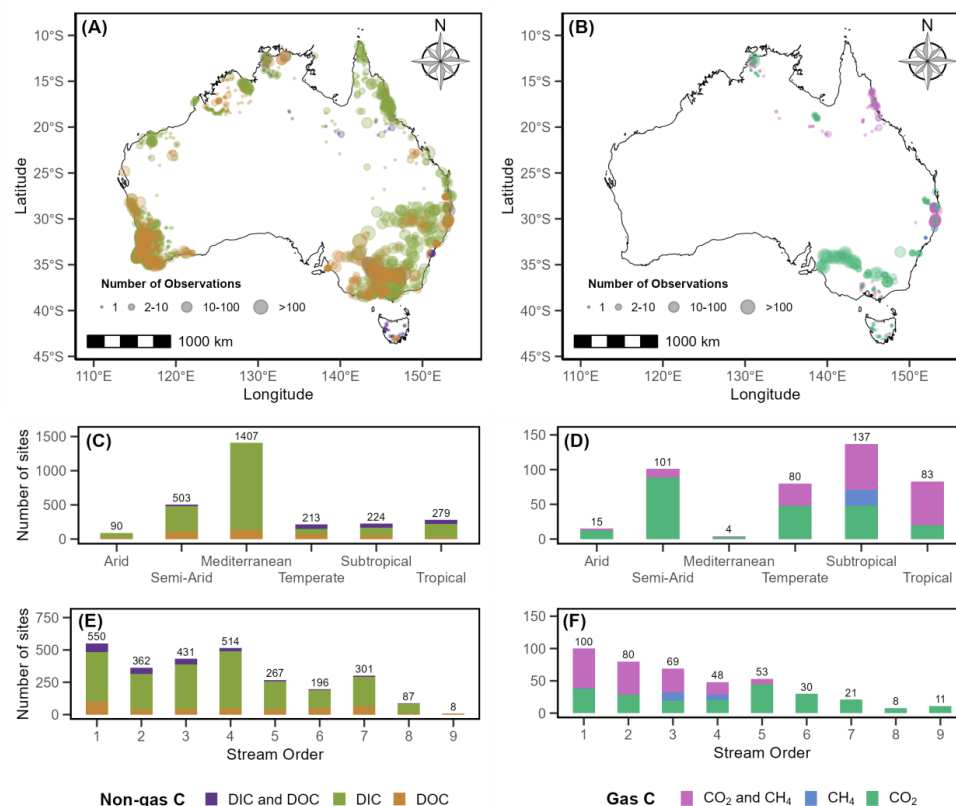 (A)
N
10°S
15°S
20°S
25°S
30°S
35°S
40°S
45°S
Latitude
Number of Observations
1 2-10 10-100 >100
1000 km
110°E 120°E 130°E 140°E 150°E
Longitude
(B)
N
10°S
15°S
20°S
25°S
30°S
35°S
40°S
45°S
Latitude
Number of Observations
1 2-10 10-100 >100
1000 km
110°E 120°E 130°E 140°E 150°E
Longitude
(C)
Number of sites
1500
1000
500
0
90 503 1407 213 224 279
Arid Mediterranean Subtropical
Semi-Arid Temperate Tropical
(D)
150
100
50
0
15 101 4 80 137 83
Arid Mediterranean Subtropical
Semi-Arid Temperate Tropical
(E)
Number of sites
750
500
250
0
550 362 431 514 267 196 301 87 8
1 2 3 4 5 6 7 8 9
Stream Order
(F)
150
100
50
0
100 80 69 48 53 30 21 8 11
1 2 3 4 5 6 7 8 9
Stream Order
Non-gas C DIC and DOC DIC DOC
Gas C CO₂ and CH₄ CH₄ CO₂